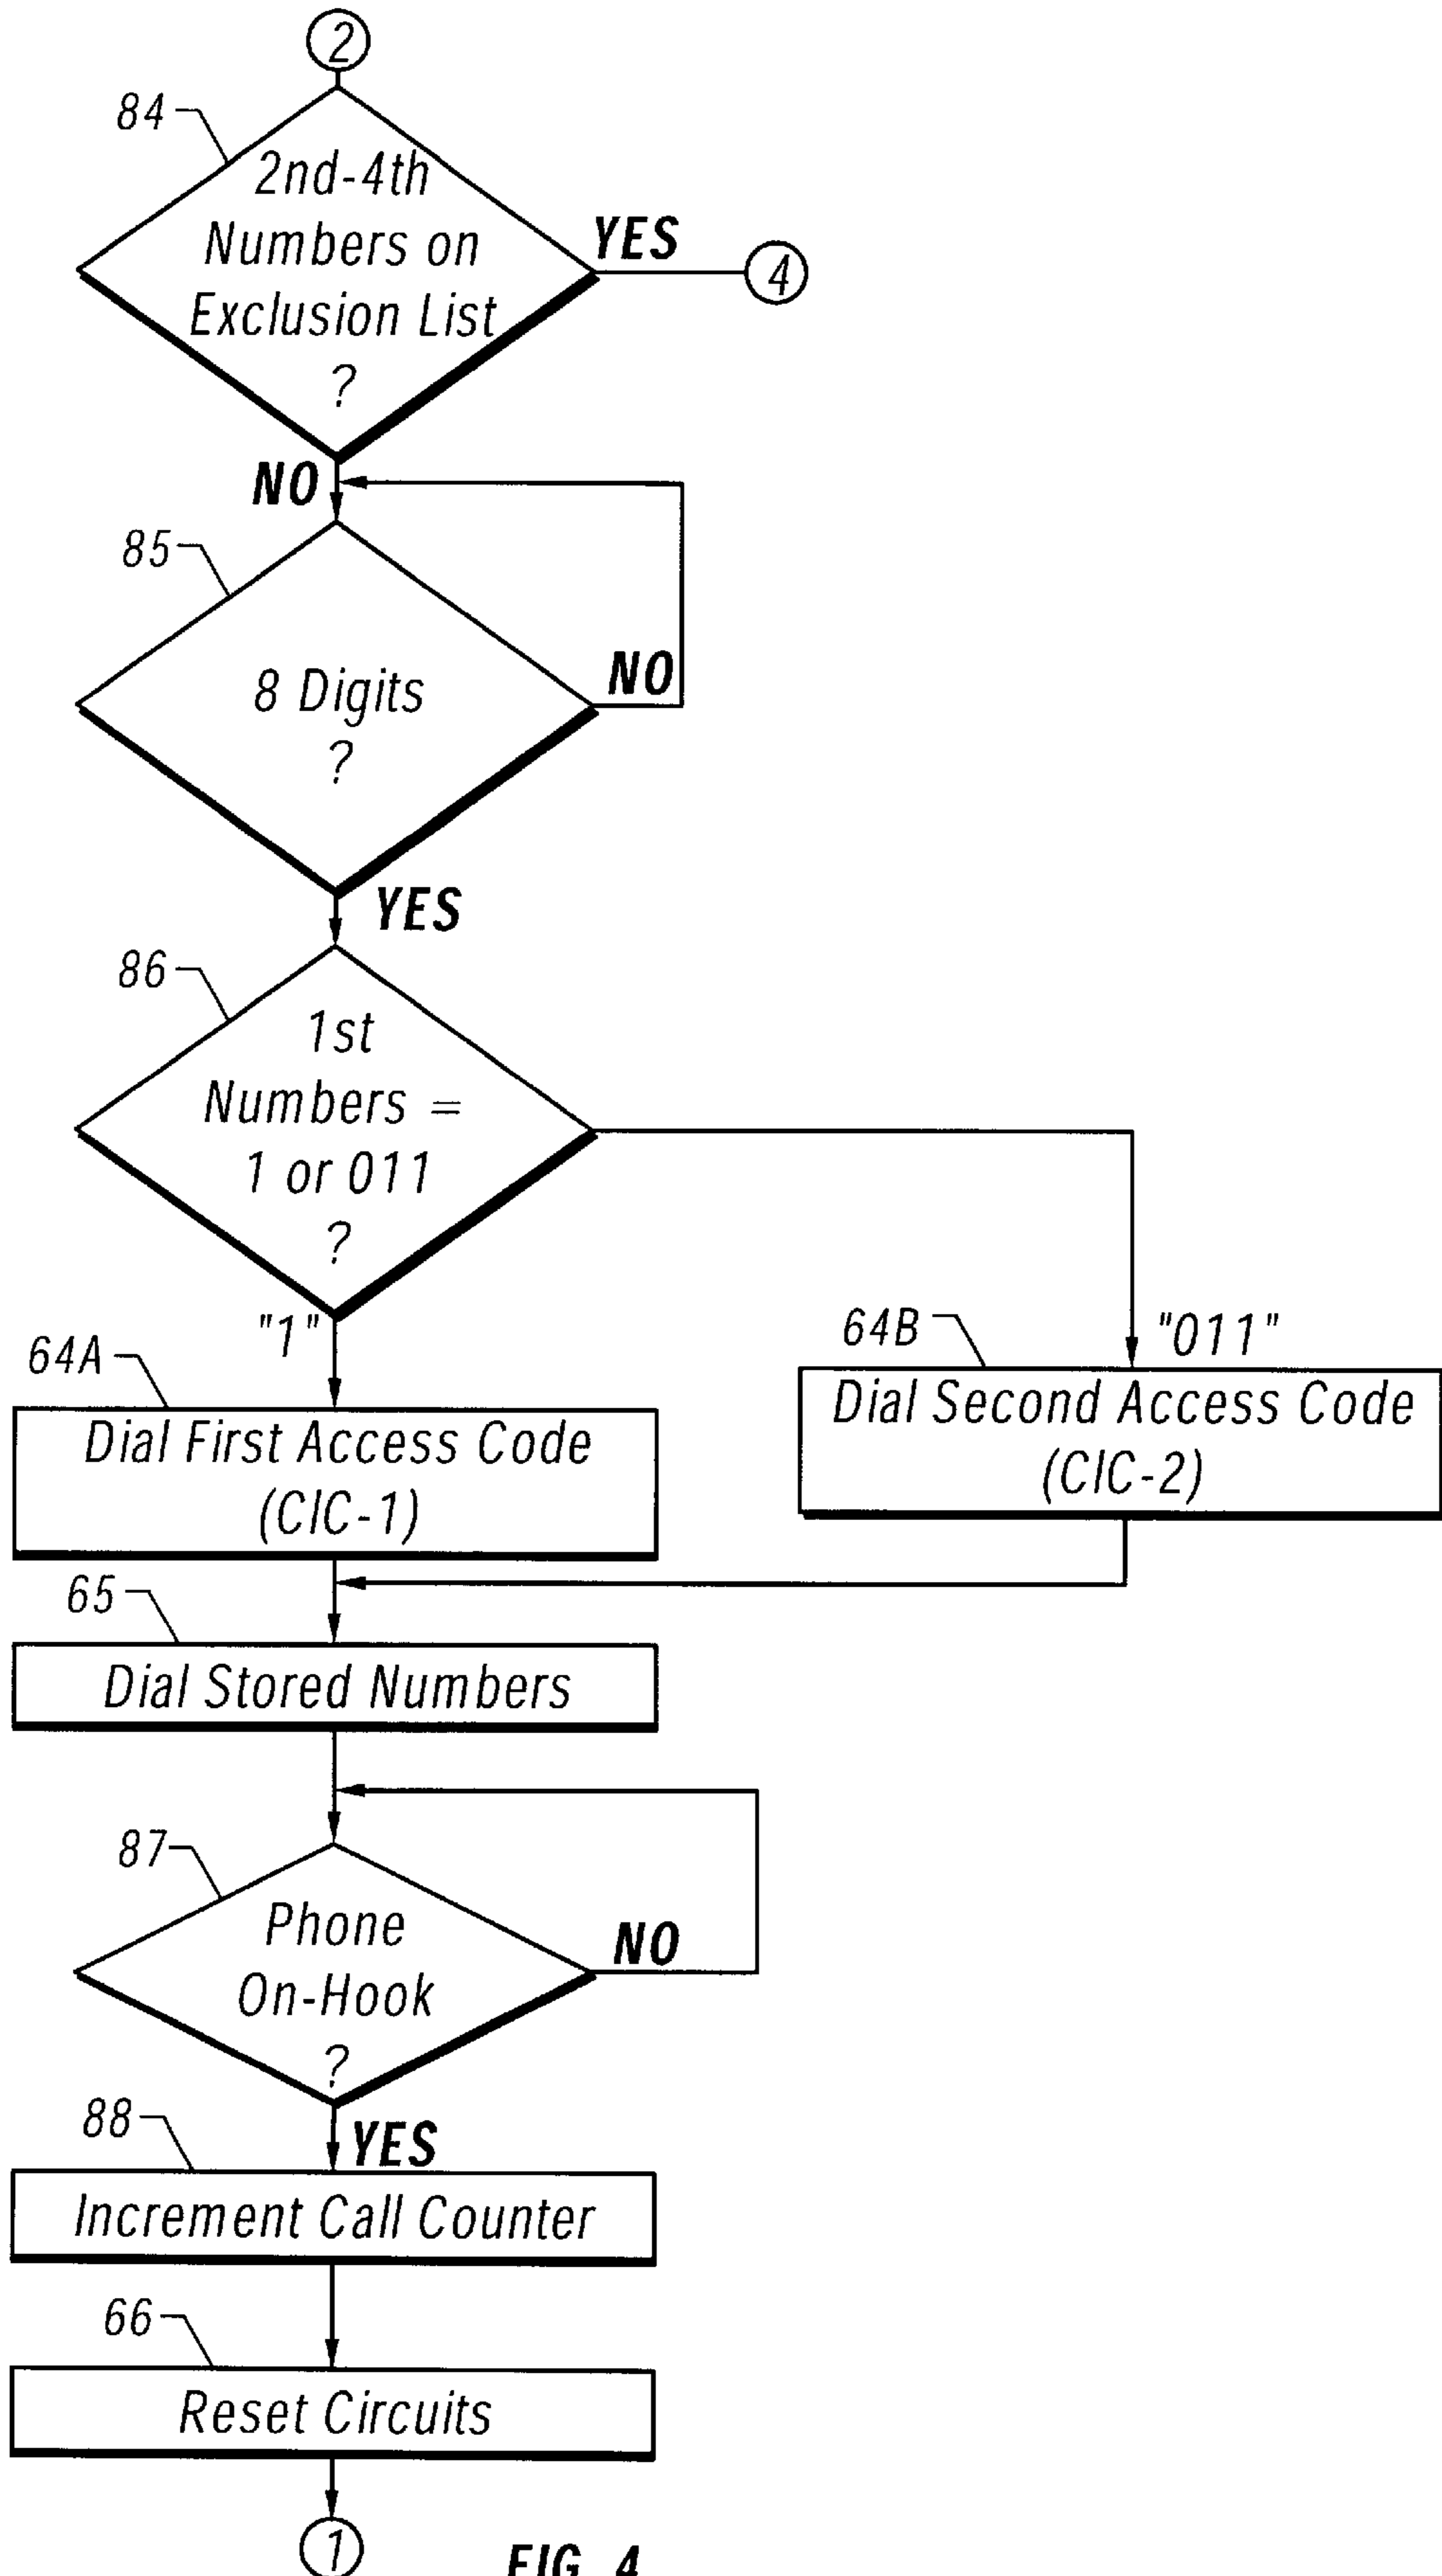 2
84
2nd-4th
Numbers on
Exclusion List
?
YES
4
NO
85
8 Digits
?
NO
YES
86
1st
Numbers =
1 or 011
?
"1"
"011"
64A
Dial First Access Code
(CIC-1)
64B
Dial Second Access Code
(CIC-2)
65
Dial Stored Numbers
87
Phone
On-Hook
?
NO
YES
88
Increment Call Counter
66
Reset Circuits
1
FIG. 4